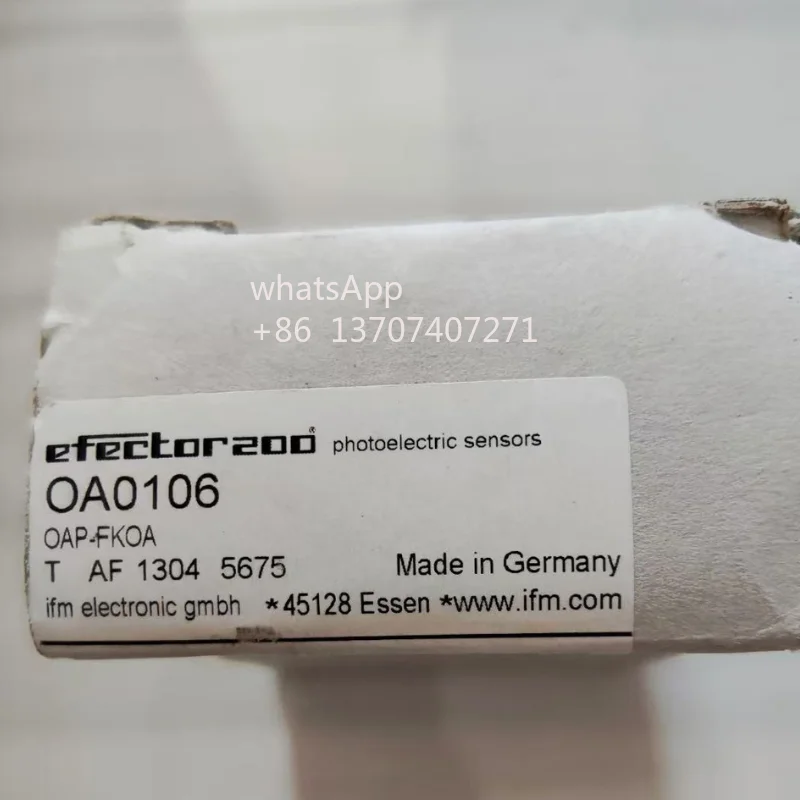 whatsApp
+86 13707407271
efector200® photoelectric sensors
OA0106
OAP-FKOA
T AF 1304 5675 Made in Germany
ifm electronic gmbh *45128 Essen *www.ifm.com